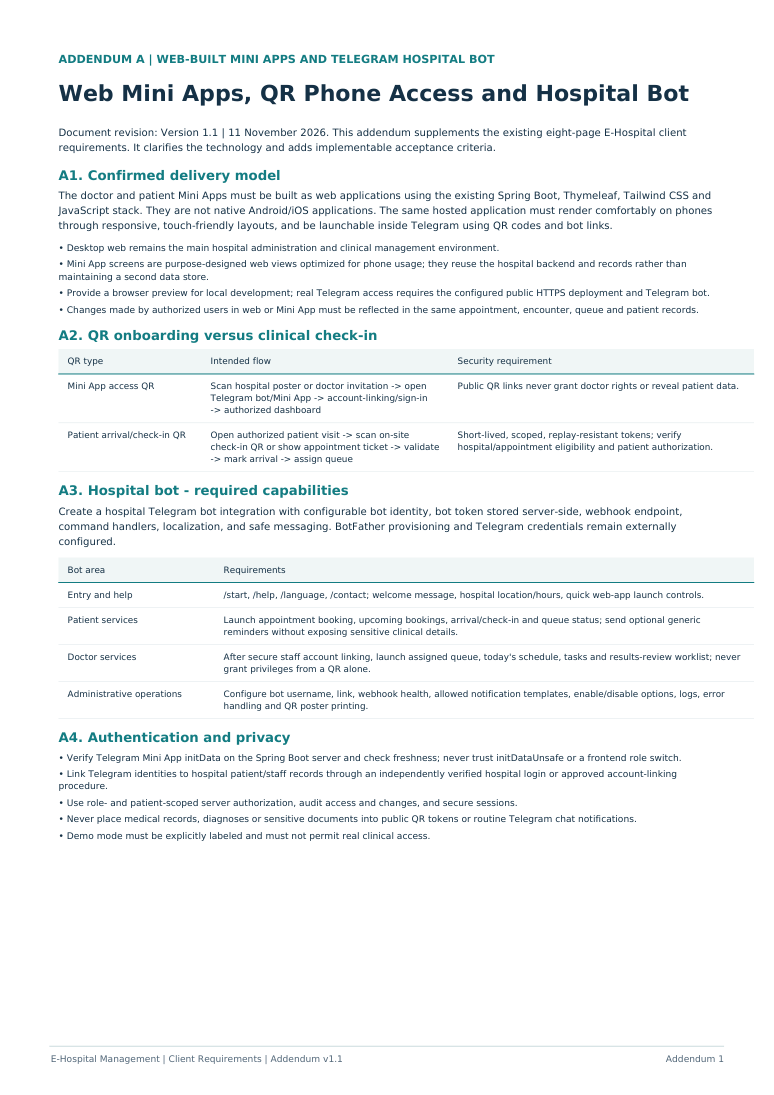 ADDENDUM A | WEB-BUILT MINI APPS AND TELEGRAM HOSPITAL BOT
Web Mini Apps, QR Phone Access and Hospital Bot
Document revision: Version 1.1 | 11 November 2026. This addendum supplements the existing eight-page E-Hospital client
requirements. It clarifies the technology and adds implementable acceptance criteria.
A1. Confirmed delivery model
The doctor and patient Mini Apps must be built as web applications using the existing Spring Boot, Thymeleaf, Tailwind CSS and
JavaScript stack. They are not native Android/iOS applications. The same hosted application must render comfortably on phones
through responsive, touch-friendly layouts, and be launchable inside Telegram using QR codes and bot links.
• Desktop web remains the main hospital administration and clinical management environment.
• Mini App screens are purpose-designed web views optimized for phone usage; they reuse the hospital backend and records rather than
maintaining a second data store.
• Provide a browser preview for local development; real Telegram access requires the configured public HTTPS deployment and Telegram bot.
• Changes made by authorized users in web or Mini App must be reflected in the same appointment, encounter, queue and patient records.
A2. QR onboarding versus clinical check-in
QR type Intended flow Security requirement
Mini App access QR Scan hospital poster or doctor invitation -> open Public QR links never grant doctor rights or reveal patient data.
Telegram bot/Mini App -> account-linking/sign-in
-> authorized dashboard
Patient arrival/check-in QR Open authorized patient visit -> scan on-site Short-lived, scoped, replay-resistant tokens; verify
check-in QR or show appointment ticket -> validate hospital/appointment eligibility and patient authorization.
-> mark arrival -> assign queue
A3. Hospital bot - required capabilities
Create a hospital Telegram bot integration with configurable bot identity, bot token stored server-side, webhook endpoint,
command handlers, localization, and safe messaging. BotFather provisioning and Telegram credentials remain externally
configured.
Bot area Requirements
Entry and help /start, /help, /language, /contact; welcome message, hospital location/hours, quick web-app launch controls.
Patient services Launch appointment booking, upcoming bookings, arrival/check-in and queue status; send optional generic
reminders without exposing sensitive clinical details.
Doctor services After secure staff account linking, launch assigned queue, today's schedule, tasks and results-review worklist; never
grant privileges from a QR alone.
Administrative operations Configure bot username, link, webhook health, allowed notification templates, enable/disable options, logs, error
handling and QR poster printing.
A4. Authentication and privacy
• Verify Telegram Mini App initData on the Spring Boot server and check freshness; never trust initDataUnsafe or a frontend role switch.
• Link Telegram identities to hospital patient/staff records through an independently verified hospital login or approved account-linking
procedure.
• Use role- and patient-scoped server authorization, audit access and changes, and secure sessions.
• Never place medical records, diagnoses or sensitive documents into public QR tokens or routine Telegram chat notifications.
• Demo mode must be explicitly labeled and must not permit real clinical access.
E-Hospital Management | Client Requirements | Addendum v1.1 Addendum 1